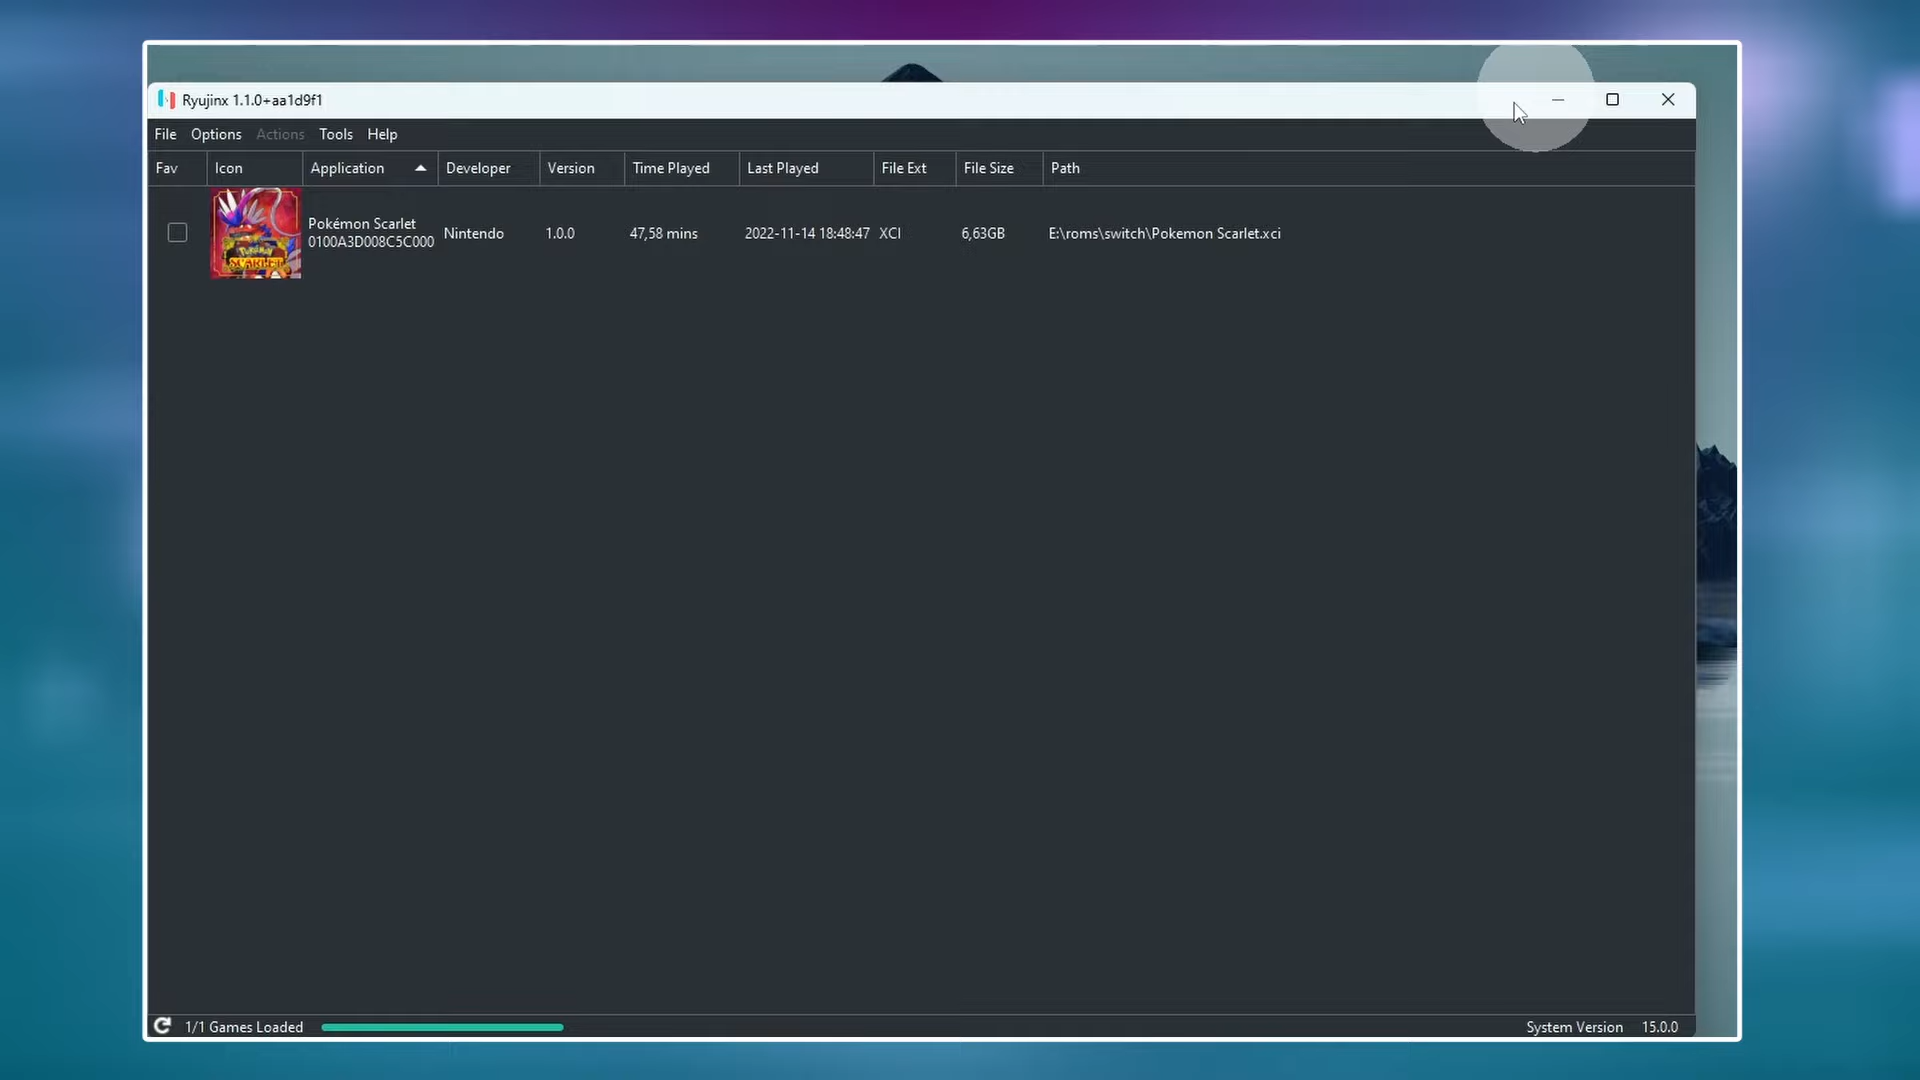 Ryujinx 1.1.0+aa1d9f1
File Options Actions Tools Help
Fav Icon Application Developer Version Time Played Last Played File Ext File Size Path
Pokémon Scarlet
0100A3D008C5C000 Nintendo 1.0.0 47,58 mins 2022-11-14 18:48:47 XCI 6,63GB E:\roms\switch\Pokemon Scarlet.xci
SCARLET
1/1 Games Loaded System Version 15.0.0